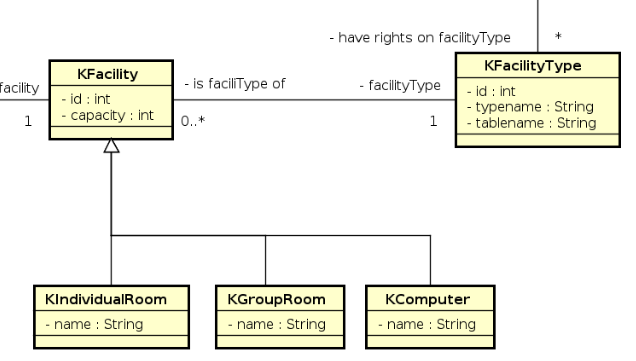 - have rights on facilityType
*
KFacility
- id : int
- capacity : int
facility
1
- is faciliType of
0..*
- facilityType
1
KFacilityType
- id : int
- typename : String
- tablename : String
KIndividualRoom
- name : String
KGroupRoom
- name : String
KComputer
- name : String